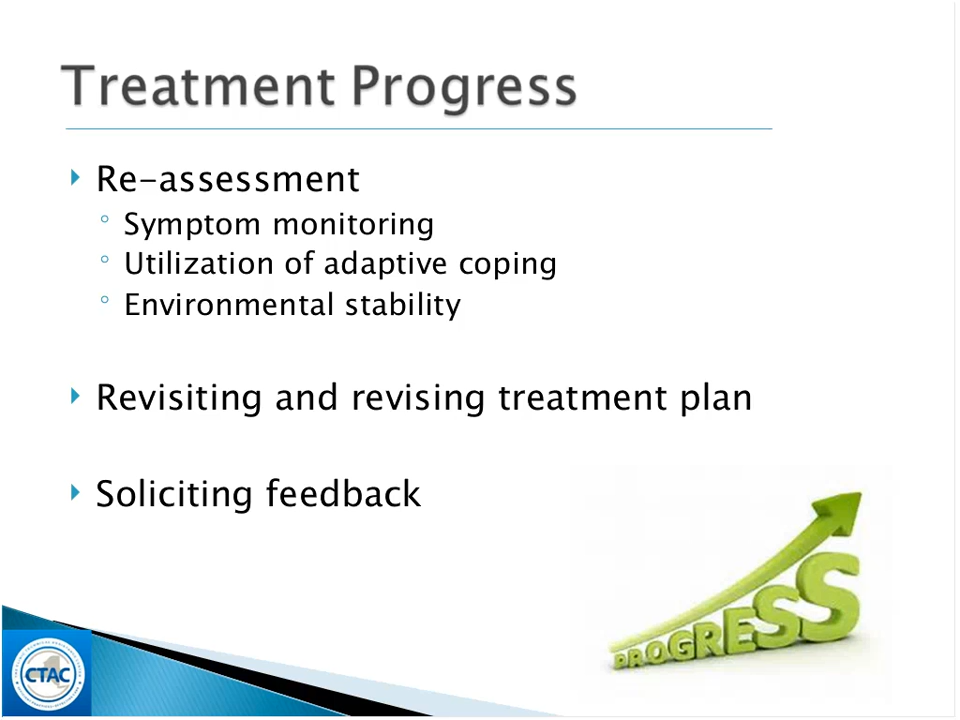 Treatment Progress
Re-assessment
Symptom monitoring
Utilization of adaptive coping
Environmental stability
Revisiting and revising treatment plan
Soliciting feedback
PROGRESS
CTAC